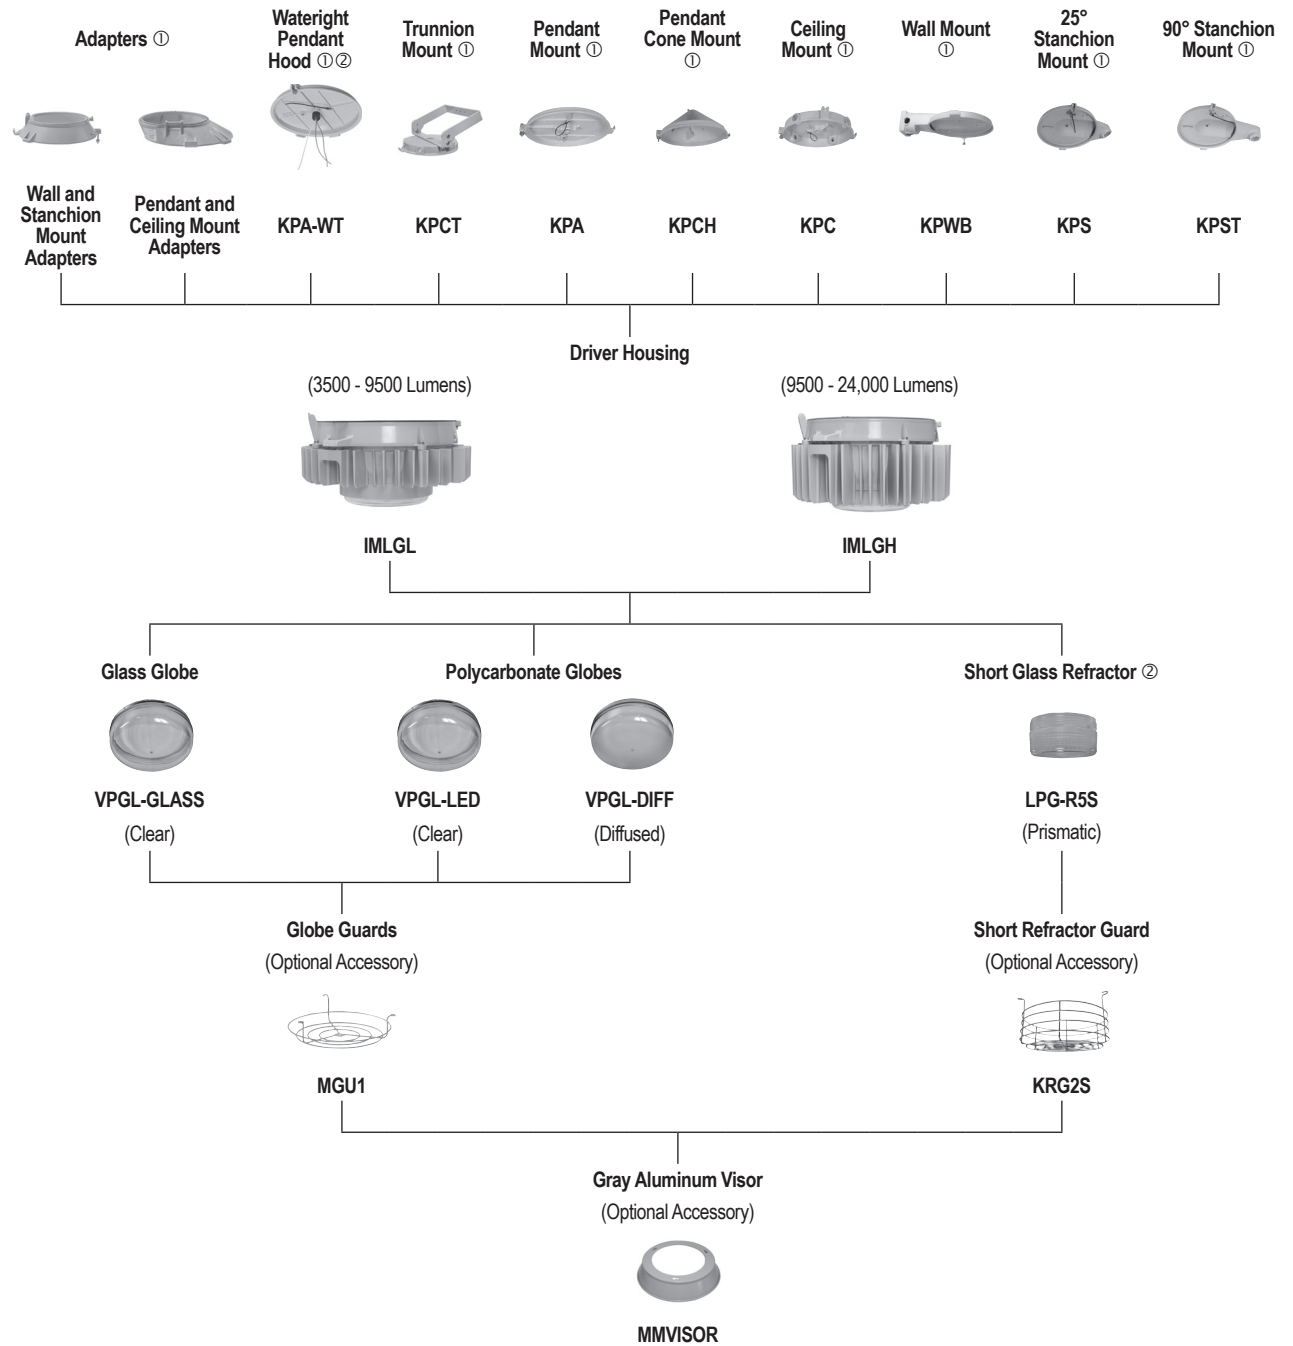 Adapters ①
Wateright
Pendant
Hood ①②
Trunnion
Mount ①
Pendant
Mount ①
Pendant
Cone Mount
①
Ceiling
Mount ①
Wall Mount
①
25°
Stanchion
Mount ①
90° Stanchion
Mount ①
Wall and
Stanchion
Mount
Adapters
Pendant and
Ceiling Mount
Adapters
KPA-WT
KPCT
KPA
KPCH
KPC
KPWB
KPS
KPST
Driver Housing
(3500 - 9500 Lumens)
(9500 - 24,000 Lumens)
IMLGL
IMLGH
Glass Globe
Polycarbonate Globes
Short Glass Refractor ②
VPGL-GLASS
VPGL-LED
VPGL-DIFF
LPG-R5S
(Clear)
(Clear)
(Diffused)
(Prismatic)
Globe Guards
(Optional Accessory)
Short Refractor Guard
(Optional Accessory)
MGU1
KRG2S
Gray Aluminum Visor
(Optional Accessory)
MMVISOR